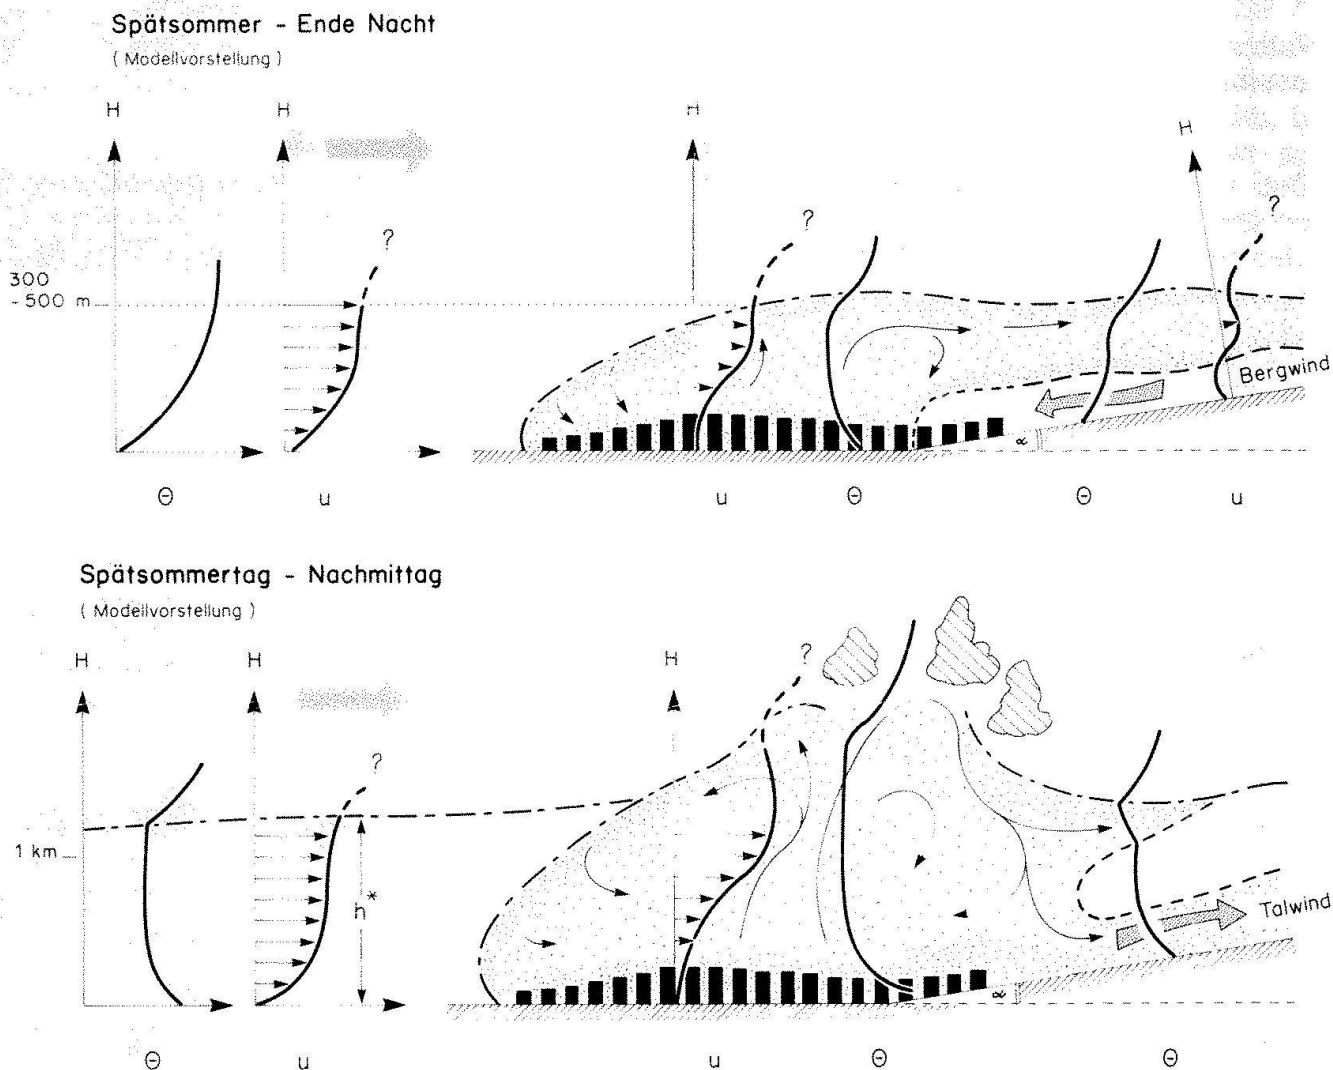 Spätsommer - Ende Nacht
( Modellvorstellung )
H H H H
? ? ?
300
- 500 m
Bergwind
∝
Θ u u Θ Θ u
Spätsommertag - Nachmittag
( Modellvorstellung )
H H H
? ?
1 km
h*
Talwind
∝
Θ u u Θ Θ